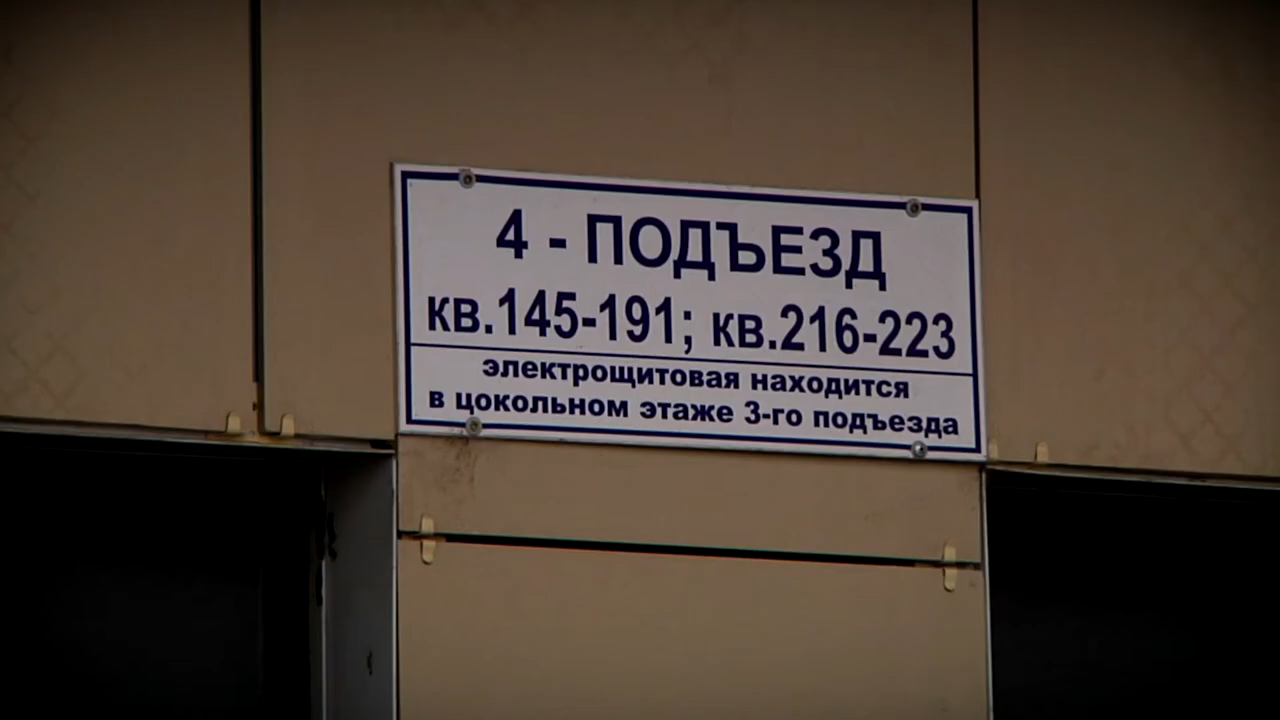 4 - ПОДЪЕЗД
кв.145-191; кв.216-223
электрощитовая находится
в цокольном этаже 3-го подъезда